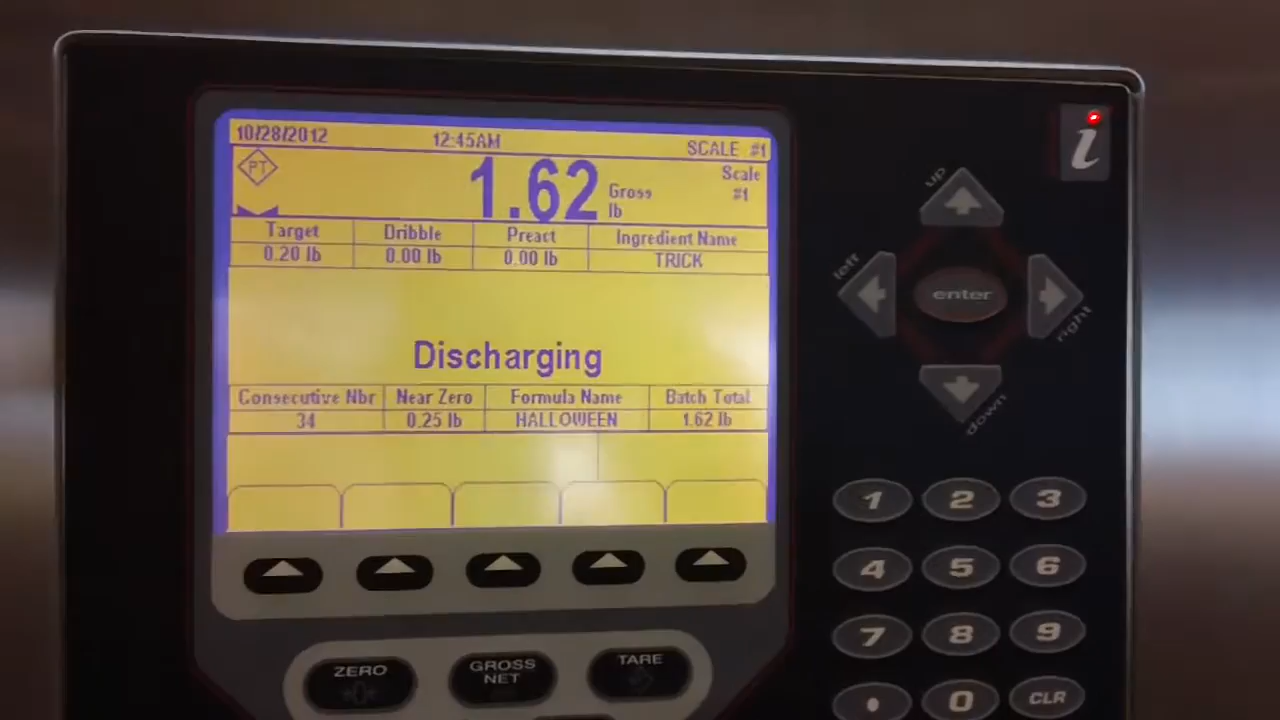 10/28/2012 12:45AM SCALE #1
PT 1.62 Gross lb Scale #1
Target Dribble Preact Ingredient Name
0.20 lb 0.00 lb 0.00 lb TRICK
Discharging
Consecutive Nbr Near Zero Formula Name Batch Total
34 0.25 lb HALLOWEEN 1.62 lb
ZERO GROSS NET TARE
i
up
left enter right
down
1 2 3
4 5 6
7 8 9
. 0 CLR